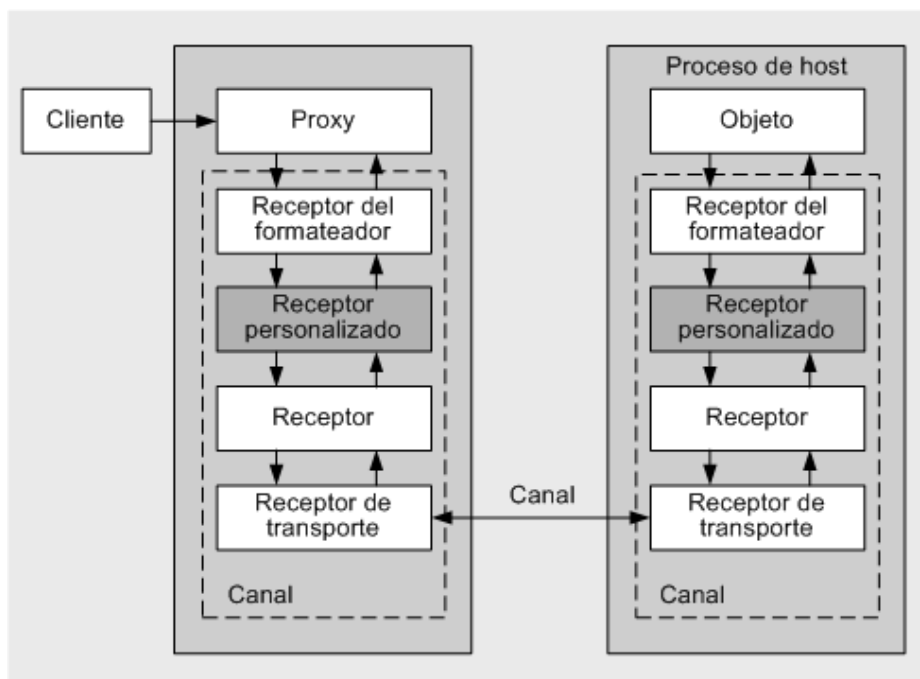 Cliente
Proxy
Receptor del
formateador
Receptor
personalizado
Receptor
Receptor de
transporte
Canal
Canal
Proceso de host
Objeto
Receptor del
formateador
Receptor
personalizado
Receptor
Receptor de
transporte
Canal